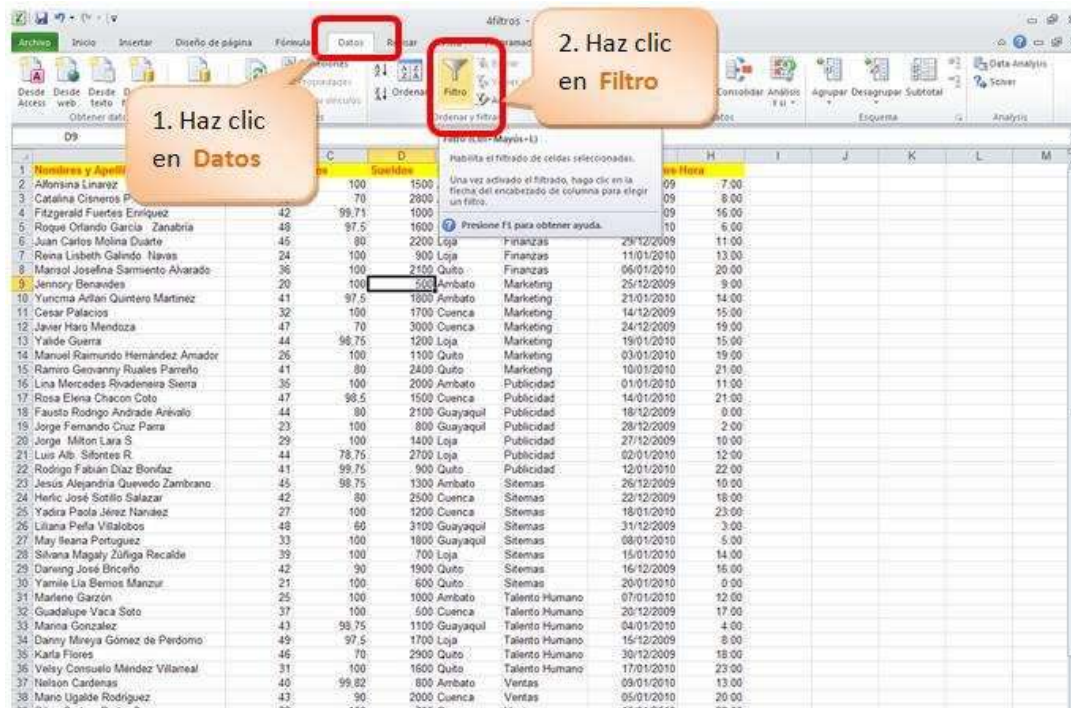 4filtros -
Archivo Inicio Insertar Diseño de página Fórmula Datos
Desde Access Desde web Desde texto
Ordenar Filtro
Consolidar Análisis Agrupar Desagrupar Subtotal
Data Analysis
Solver
Obtener Ordenar y filtrar Esquema Analysis
1. Haz clic
en Datos
2. Haz clic
en Filtro
D9
Habilita el filtrado de celdas seleccionadas.
Una vez activado el filtrado, haga clic en la
flecha del encabezado de columna para elegir
un filtro.
Presione F1 para obtener ayuda.
C D H I J K L M
1 Nombres y Sueldos Hora
2 Alfonsina Linarez 100 1500 09 7:00
3 Catalina Cisneros 70 2800 09 8:00
4 Fitzgerald Fuertes Enríquez 42 99,71 1000 09 16:00
5 Roque Orlando García Zanabria 48 97,5 1600 10 6:00
6 Juan Carlos Molina Duarte 45 80 2200 Loja Finanzas 29/12/2009 11:00
7 Reina Lisbeth Galindo Navas 24 100 900 Loja Finanzas 11/01/2010 13:00
8 Marisol Josefina Sarmiento Alvarado 36 100 2100 Quito Finanzas 06/01/2010 20:00
9 Jennory Benavides 20 100 500 Ambato Marketing 25/12/2009 9:00
10 Yuricma Arllari Quintero Martinez 41 97,5 1800 Ambato Marketing 21/01/2010 14:00
11 Cesar Palacios 32 100 1700 Cuenca Marketing 14/12/2009 15:00
12 Javier Haro Mendoza 47 70 3000 Cuenca Marketing 24/12/2009 19:00
13 Yalide Guerra 44 98,75 1200 Loja Marketing 19/01/2010 15:00
14 Manuel Raimundo Hernández Amador 26 100 1100 Quito Marketing 03/01/2010 19:00
15 Ramiro Geovanny Ruales Parreño 41 80 2400 Quito Marketing 10/01/2010 21:00
16 Lina Mercedes Rivadeneira Sierra 35 100 2000 Ambato Publicidad 01/01/2010 11:00
17 Rosa Elena Chacon Coto 47 98,5 1500 Cuenca Publicidad 14/01/2010 21:00
18 Fausto Rodrigo Andrade Arévalo 44 80 2100 Guayaquil Publicidad 18/12/2009 0:00
19 Jorge Fernando Cruz Parra 23 100 800 Guayaquil Publicidad 28/12/2009 2:00
20 Jorge Milton Lara S 29 100 1400 Loja Publicidad 27/12/2009 10:00
21 Luis Alb. Sifontes R 44 78,75 2700 Loja Publicidad 02/01/2010 12:00
22 Rodrigo Fabián Díaz Bonifaz 41 99,75 900 Quito Publicidad 12/01/2010 22:00
23 Jesús Alejandría Quevedo Zambrano 45 98,75 1300 Ambato Sitemas 26/12/2009 10:00
24 Herlic José Sotillo Salazar 42 80 2500 Cuenca Sitemas 22/12/2009 18:00
25 Yadira Paola Jérez Narváez 27 100 1200 Cuenca Sitemas 18/01/2010 23:00
26 Liliana Peña Villalobos 48 66 3100 Guayaquil Sitemas 31/12/2009 3:00
27 May Ileana Portuguez 33 100 1800 Guayaquil Sitemas 08/01/2010 5:00
28 Silvana Magaly Zúñiga Recalde 39 100 700 Loja Sitemas 15/01/2010 14:00
29 Darwing José Briceño 42 90 1900 Quito Sitemas 16/12/2009 16:00
30 Yamile Lía Berrios Manzur 21 100 600 Quito Sitemas 20/01/2010 0:00
31 Marlene Garzón 25 100 1000 Ambato Talento Humano 07/01/2010 12:00
32 Guadalupe Vaca Soto 37 100 500 Cuenca Talento Humano 20/12/2009 17:00
33 Marina Gonzalez 43 98,75 1100 Guayaquil Talento Humano 04/01/2010 4:00
34 Danny Mireya Gómez de Perdomo 49 97,5 1700 Loja Talento Humano 15/12/2009 8:00
35 Karla Flores 46 70 2900 Quito Talento Humano 30/12/2009 18:00
36 Velsy Consuelo Méndez Villarreal 31 100 1600 Quito Talento Humano 17/01/2010 23:00
37 Nelson Cardenas 40 99,82 800 Ambato Ventas 09/01/2010 13:00
38 Mario Ugalde Rodríguez 43 90 2000 Cuenca Ventas 05/01/2010 20:00